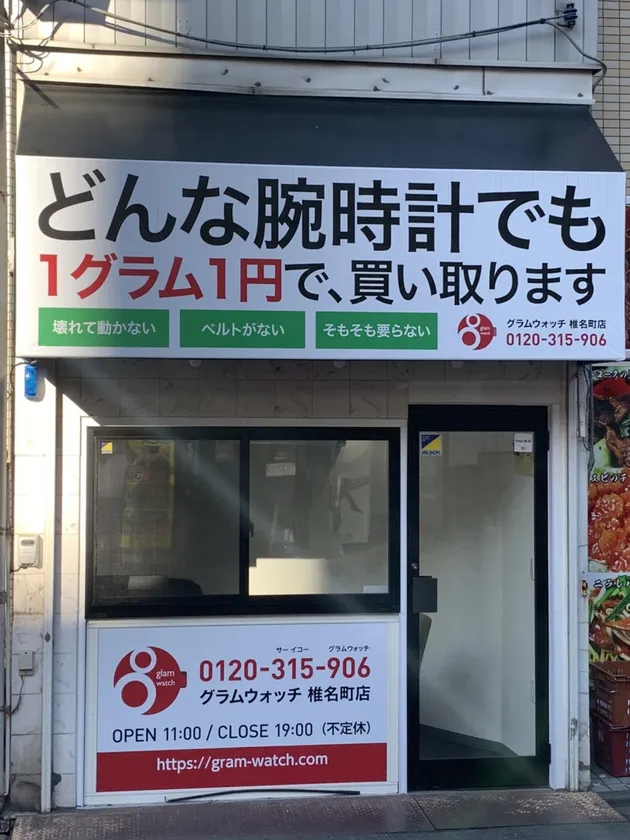 どんな腕時計でも
1グラム1円で、買い取ります
壊れて動かない
ベルトがない
そもそも要らない
glam
watch
グラムウォッチ 椎名町店
0120-315-906
サーイコー グラムウォッチ
glam
watch
0120-315-906
グラムウォッチ 椎名町店
OPEN 11:00 / CLOSE 19:00（不定休）
https://gram-watch.com
ALSOK